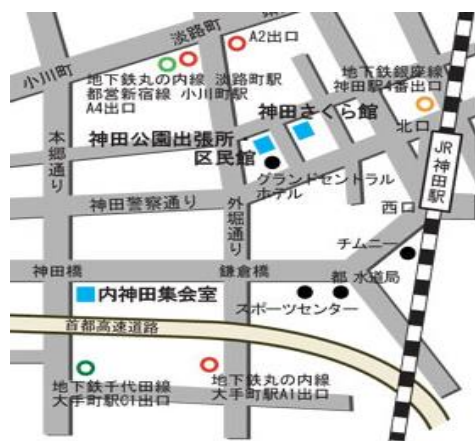 淡路町
A2出口
小川町
地下鉄丸の内線 淡路町駅
都営新宿線 小川町駅
A4出口
地下鉄銀座線
神田駅4番出口
神田さくら館
北口
本郷通り
神田公園出張所・
区民館
JR神田駅
グランドセントラル
ホテル
神田警察通り
外堀通り
西口
チムニー
神田橋
鎌倉橋
都 水道局
内神田集会室
スポーツセンター
首都高速道路
地下鉄千代田線
大手町駅C1出口
地下鉄丸の内線
大手町駅A1出口